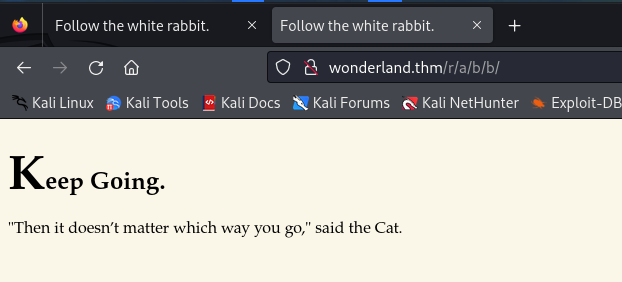 Follow the white rabbit.
Follow the white rabbit.
wonderland.thm/r/a/b/b/
Kali Linux
Kali Tools
Kali Docs
Kali Forums
Kali NetHunter
Exploit-DB
Keep Going.
"Then it doesn’t matter which way you go," said the Cat.